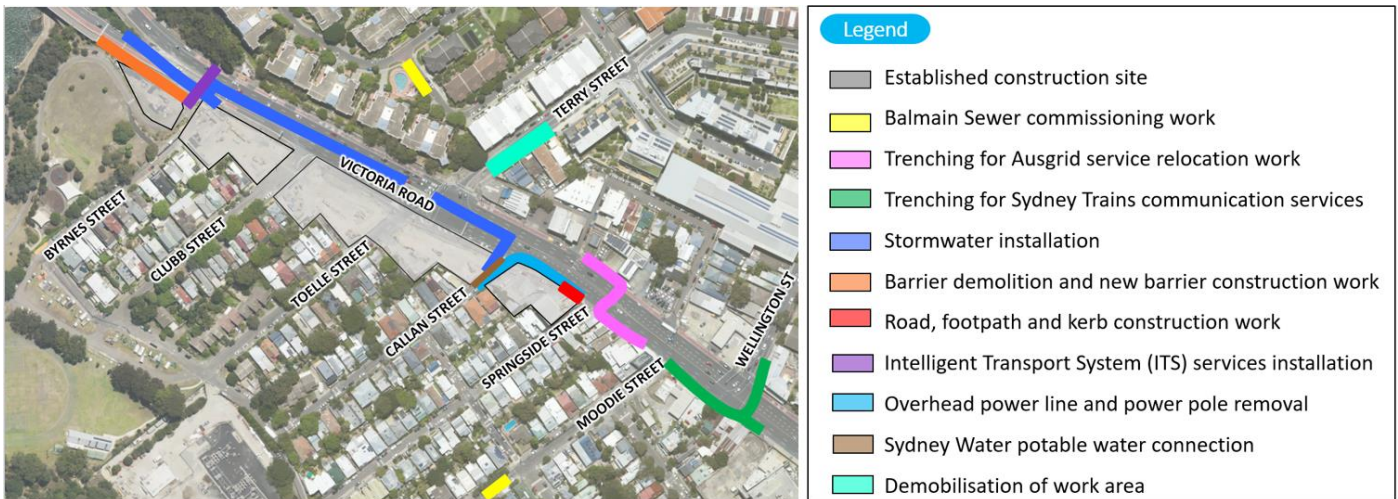 TERRY STREET
VICTORIA ROAD
BYRNES STREET
CLUBB STREET
TOELLE STREET
CALLAN STREET
SPRINGSIDE STREET
MOODIE STREET
WELLINGTON ST
Legend
Established construction site
Balmain Sewer commissioning work
Trenching for Ausgrid service relocation work
Trenching for Sydney Trains communication services
Stormwater installation
Barrier demolition and new barrier construction work
Road, footpath and kerb construction work
Intelligent Transport System (ITS) services installation
Overhead power line and power pole removal
Sydney Water potable water connection
Demobilisation of work area